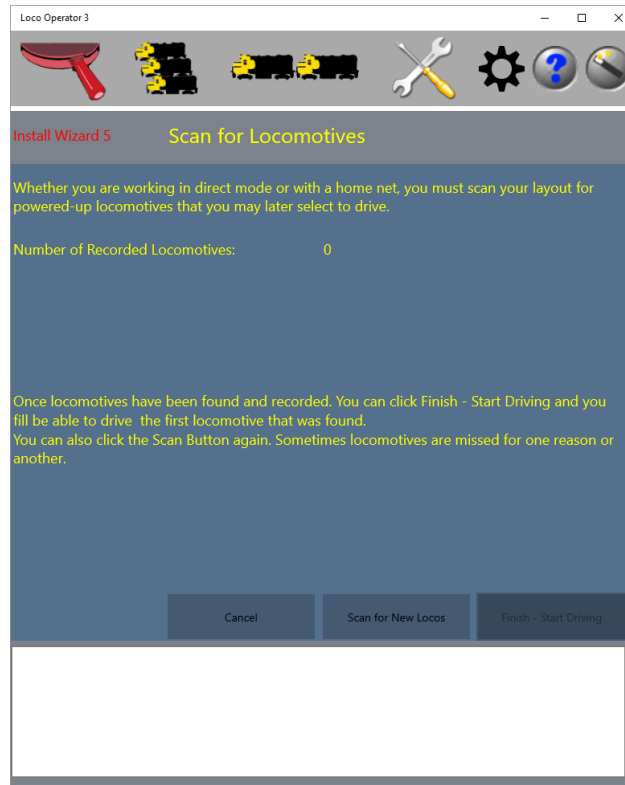 Loco Operator 3
Install Wizard 5
Scan for Locomotives
Whether you are working in direct mode or with a home net, you must scan your layout for
powered-up locomotives that you may later select to drive.
Number of Recorded Locomotives: 0
Once locomotives have been found and recorded. You can click Finish - Start Driving and you
fill be able to drive the first locomotive that was found.
You can also click the Scan Button again. Sometimes locomotives are missed for one reason or
another.
Cancel
Scan for New Locos
Finish - Start Driving